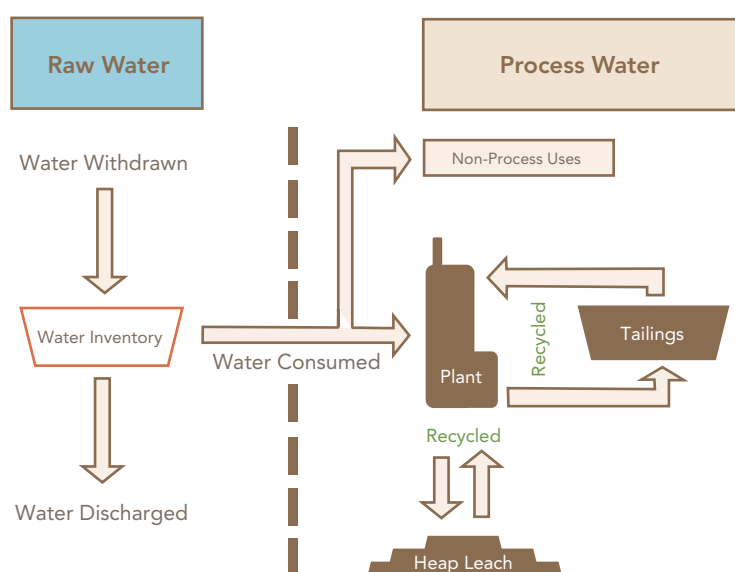 Raw Water
Process Water
Water Withdrawn
Non-Process Uses
Water Inventory
Water Consumed
Plant
Recycled
Tailings
Recycled
Water Discharged
Heap Leach